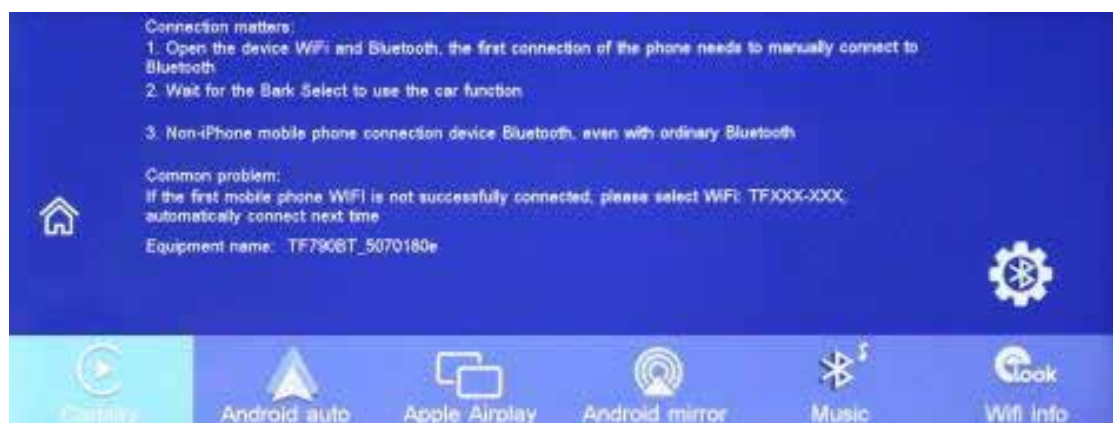 Connection matters:
1. Open the device WiFi and Bluetooth, the first connection of the phone needs to manually connect to
Bluetooth
2. Wait for the Bark Select to use the car function
3. Non-iPhone mobile phone connection device Bluetooth, even with ordinary Bluetooth
Common problem:
If the first mobile phone WIFI is not successfully connected, please select WiFi: TFXXX-XXX,
automatically connect next time
Equipment name: TF790BT_5070180e
Look
Carplay Android auto Apple Airplay Android mirror Music Wifi Info